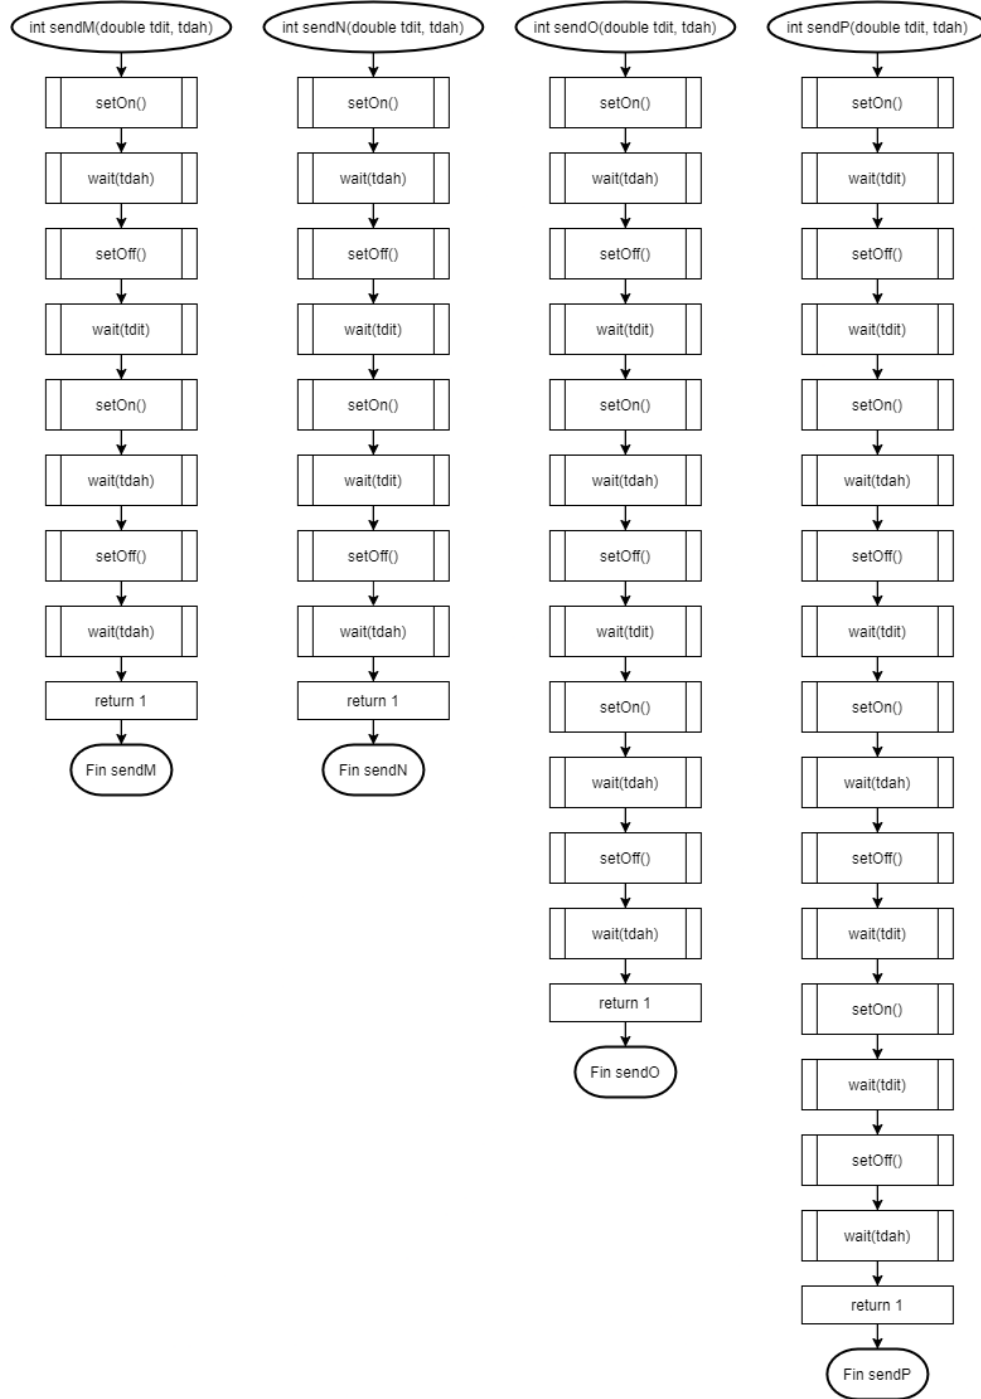 int sendM(double tdit, tdah)
setOn()
wait(tdah)
setOff()
wait(tdit)
setOn()
wait(tdah)
setOff()
wait(tdah)
return 1
Fin sendM
int sendN(double tdit, tdah)
setOn()
wait(tdah)
setOff()
wait(tdit)
setOn()
wait(tdit)
setOff()
wait(tdah)
return 1
Fin sendN
int sendO(double tdit, tdah)
setOn()
wait(tdah)
setOff()
wait(tdit)
setOn()
wait(tdah)
setOff()
wait(tdit)
setOn()
wait(tdah)
setOff()
wait(tdah)
return 1
Fin sendO
int sendP(double tdit, tdah)
setOn()
wait(tdit)
setOff()
wait(tdit)
setOn()
wait(tdah)
setOff()
wait(tdit)
setOn()
wait(tdah)
setOff()
wait(tdit)
setOn()
wait(tdit)
setOff()
wait(tdah)
return 1
Fin sendP